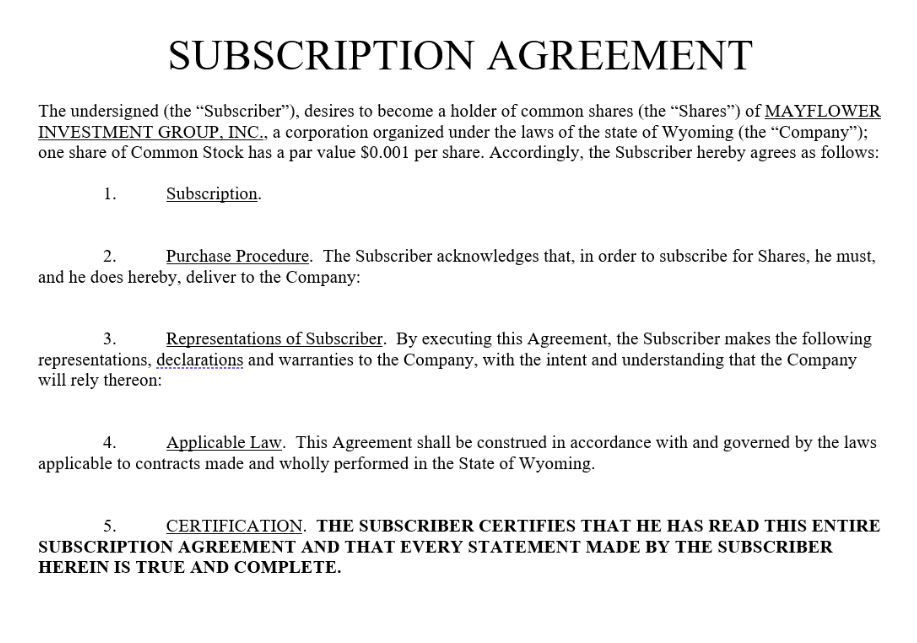 SUBSCRIPTION AGREEMENT
The undersigned (the “Subscriber”), desires to become a holder of common shares (the “Shares”) of MAYFLOWER
INVESTMENT GROUP, INC., a corporation organized under the laws of the state of Wyoming (the “Company”);
one share of Common Stock has a par value $0.001 per share. Accordingly, the Subscriber hereby agrees as follows:
1. Subscription.
2. Purchase Procedure. The Subscriber acknowledges that, in order to subscribe for Shares, he must,
and he does hereby, deliver to the Company:
3. Representations of Subscriber. By executing this Agreement, the Subscriber makes the following
representations, declarations and warranties to the Company, with the intent and understanding that the Company
will rely thereon:
4. Applicable Law. This Agreement shall be construed in accordance with and governed by the laws
applicable to contracts made and wholly performed in the State of Wyoming.
5. CERTIFICATION. THE SUBSCRIBER CERTIFIES THAT HE HAS READ THIS ENTIRE
SUBSCRIPTION AGREEMENT AND THAT EVERY STATEMENT MADE BY THE SUBSCRIBER
HEREIN IS TRUE AND COMPLETE.